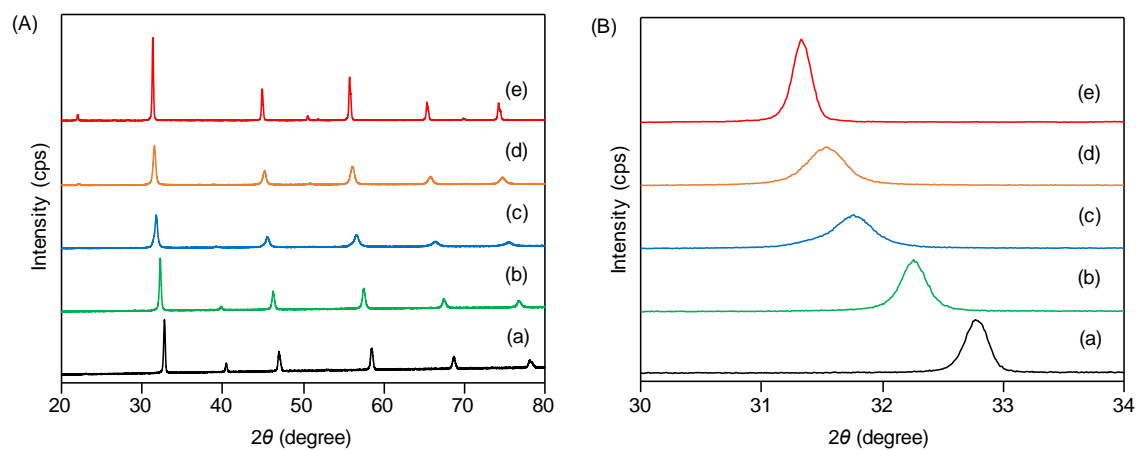 (A)
Intensity (cps)
(e)
(d)
(c)
(b)
(a)
20 30 40 50 60 70 80
2θ (degree)
(B)
Intensity (cps)
(e)
(d)
(c)
(b)
(a)
30 31 32 33 34
2θ (degree)